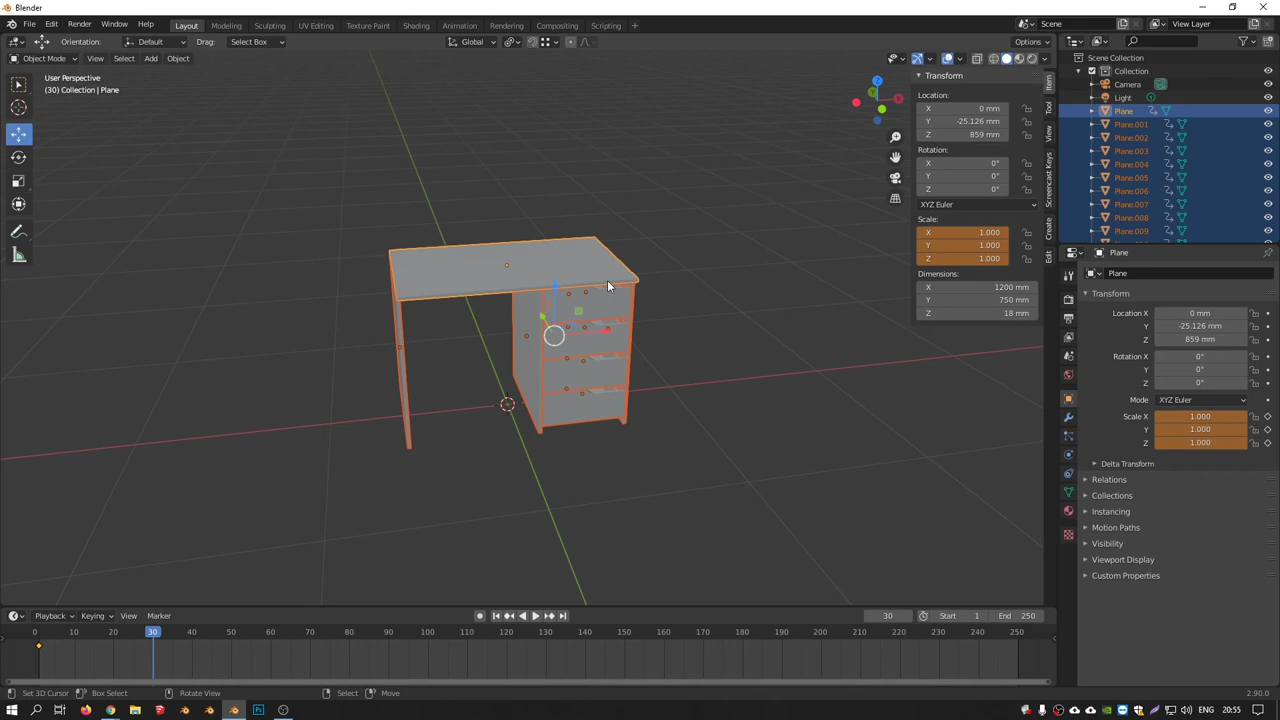 Blender
File Edit Render Window Help Layout Modeling Sculpting UV Editing Texture Paint Shading Animation Rendering Compositing Scripting + Scene View Layer
Orientation: Default Drag: Select Box Global Options
Object Mode View Select Add Object
User Perspective
(30) Collection | Plane
Transform
Location:
X 0 mm
Y -25.126 mm
Z 859 mm
Rotation:
X 0°
Y 0°
Z 0°
XYZ Euler
Scale:
X 1.000
Y 1.000
Z 1.000
Dimensions:
X 1200 mm
Y 750 mm
Z 18 mm
Item
Tool
View
Screencast Keys
Create
Edit
X
Scene Collection
Collection
Camera
Light
Plane
Plane.001
Plane.002
Plane.003
Plane.004
Plane.005
Plane.006
Plane.007
Plane.008
Plane.009
Plane
Plane
Transform
Location X 0 mm
Y -25.126 mm
Z 859 mm
Rotation X 0°
Y 0°
Z 0°
Mode XYZ Euler
Scale X 1.000
Y 1.000
Z 1.000
Delta Transform
Relations
Collections
Instancing
Motion Paths
Visibility
Viewport Display
Custom Properties
Playback Keying View Marker 30 Start 1 End 250
0 10 20 30 40 50 60 70 80 90 100 110 120 130 140 150 160 170 180 190 200 210 220 230 240 250
Set 3D Cursor Box Select Rotate View Select Move 2.90.0
Ps ENG 20:55